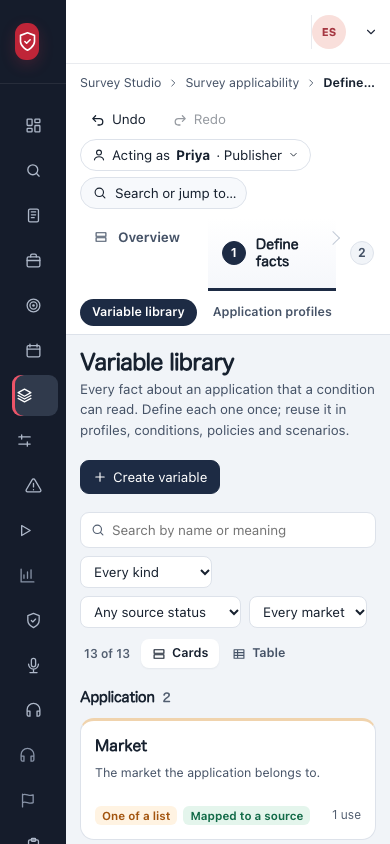 ES
Survey Studio > Survey applicability > Define...
Undo Redo
Acting as Priya · Publisher
Search or jump to...
Overview 1 Define facts 2
Variable library Application profiles
Variable library
Every fact about an application that a condition
can read. Define each one once; reuse it in
profiles, conditions, policies and scenarios.
+ Create variable
Search by name or meaning
Every kind
Any source status Every market
13 of 13 Cards Table
Application 2
Market
The market the application belongs to.
One of a list Mapped to a source 1 use